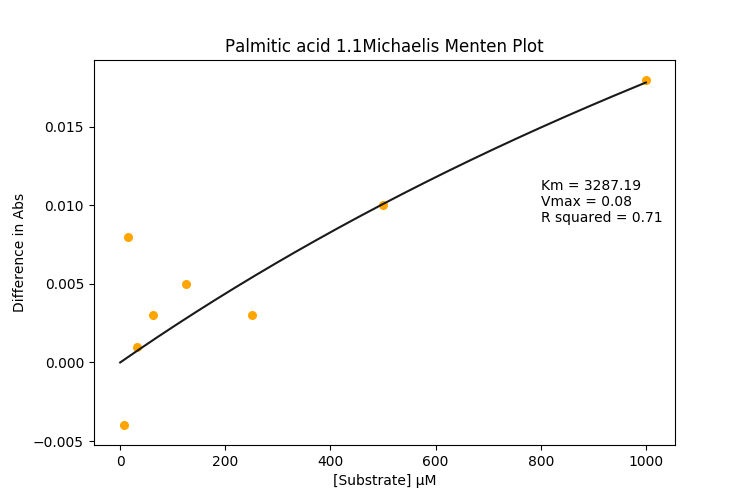 Palmitic acid 1.1Michaelis Menten Plot
0.015
0.010
0.005
0.000
−0.005
Difference in Abs
Km = 3287.19
Vmax = 0.08
R squared = 0.71
0 200 400 600 800 1000
[Substrate] μM